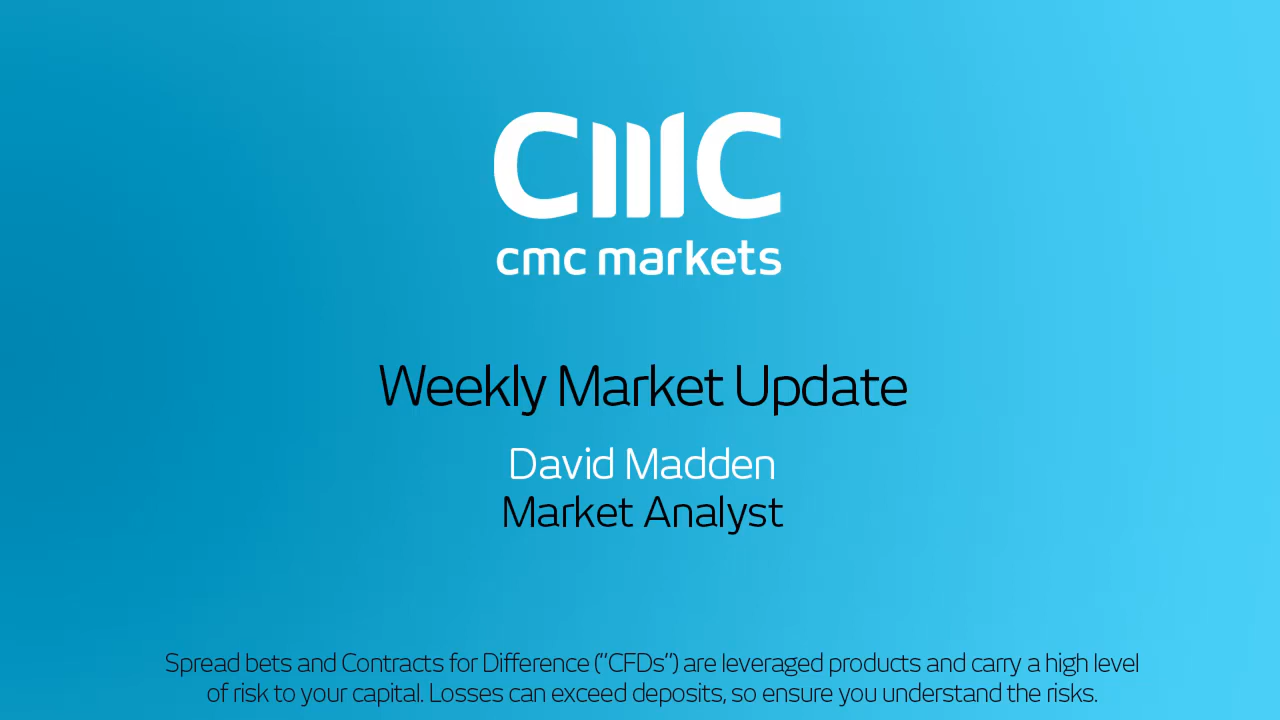 CMC
cmc markets
Weekly Market Update
David Madden
Market Analyst
Spread bets and Contracts for Difference (”CFDs”) are leveraged products and carry a high level
of risk to your capital. Losses can exceed deposits, so ensure you understand the risks.